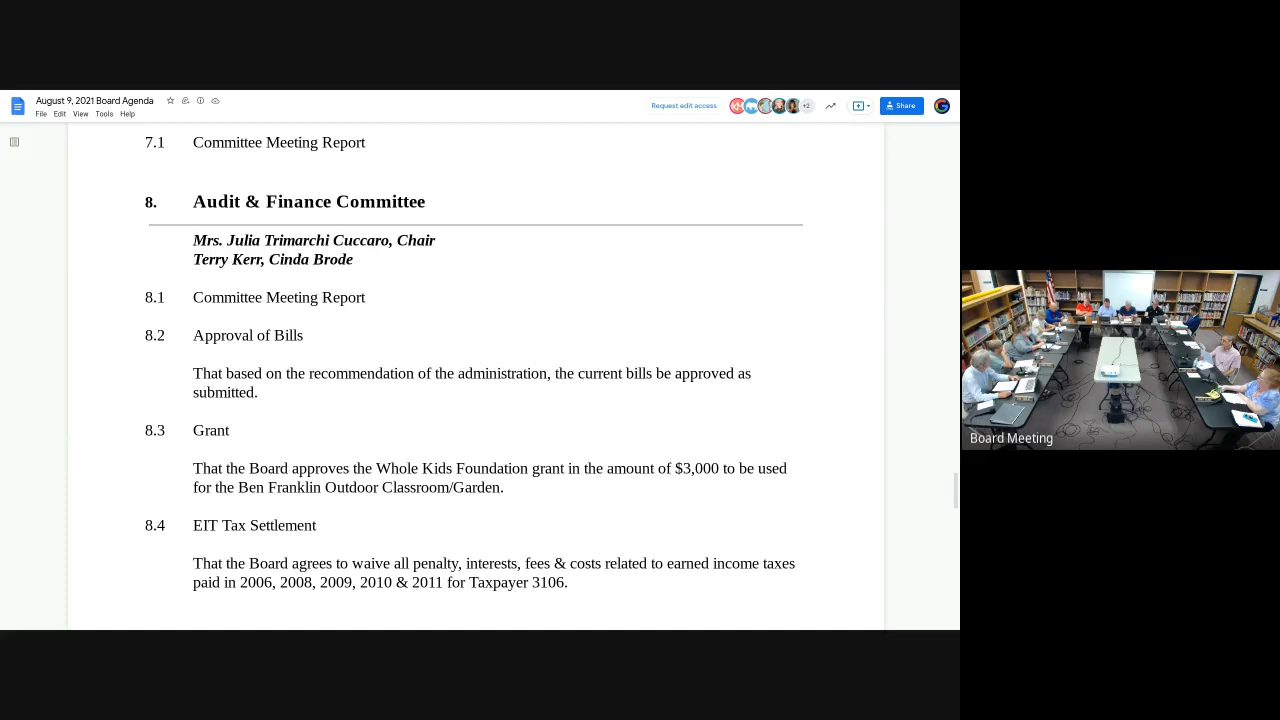 August 9, 2021 Board Agenda
File Edit View Tools Help
Request edit access
+2
Share
7.1 Committee Meeting Report
8. Audit & Finance Committee
Mrs. Julia Trimarchi Cuccaro, Chair
Terry Kerr, Cinda Brode
8.1 Committee Meeting Report
8.2 Approval of Bills
That based on the recommendation of the administration, the current bills be approved as
submitted.
8.3 Grant
That the Board approves the Whole Kids Foundation grant in the amount of $3,000 to be used
for the Ben Franklin Outdoor Classroom/Garden.
8.4 EIT Tax Settlement
That the Board agrees to waive all penalty, interests, fees & costs related to earned income taxes
paid in 2006, 2008, 2009, 2010 & 2011 for Taxpayer 3106.
Board Meeting